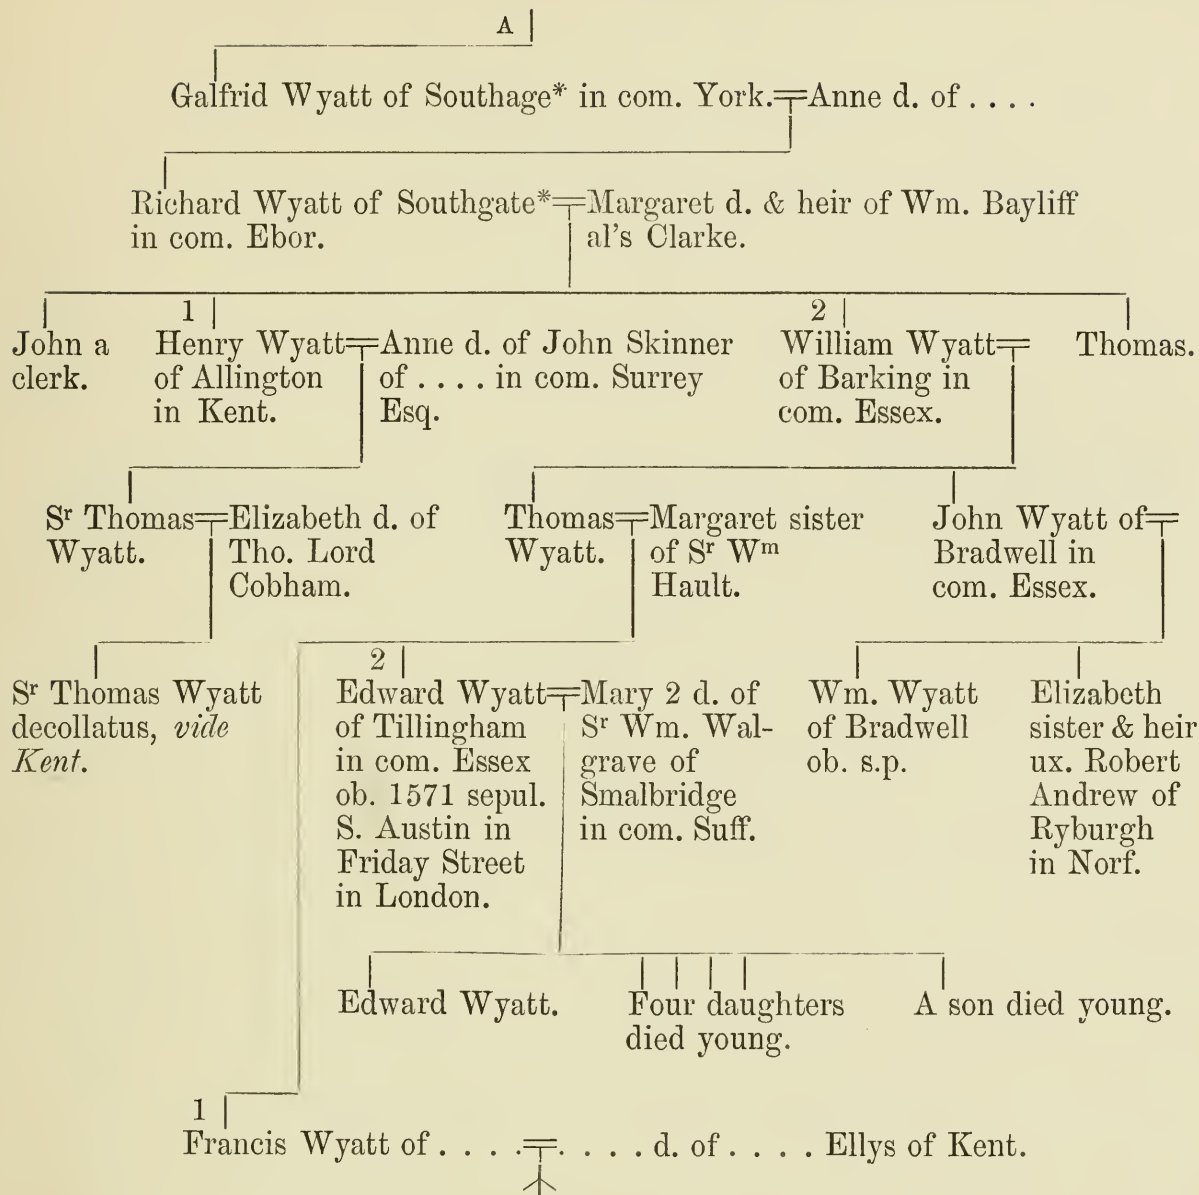 A
Galfrid Wyatt of Southage* in com. York.=Anne d. of . . . .
Richard Wyatt of Southgate*=Margaret d. & heir of Wm. Bayliff
in com. Ebor.
al's Clarke.
John a
clerk.
1
Henry Wyatt=Anne d. of John Skinner
of Allington
in Kent.
of . . . . in com. Surrey
Esq.
2
William Wyatt=
of Barking in
com. Essex.
Thomas.
Sr Thomas=Elizabeth d. of
Wyatt.
Tho. Lord
Cobham.
Thomas=Margaret sister
Wyatt.
of Sr Wm
Hault.
John Wyatt of=
Bradwell in
com. Essex.
Sr Thomas Wyatt
decollatus, vide
Kent.
2
Edward Wyatt=Mary 2 d. of
of Tillingham
in com. Essex
ob. 1571 sepul.
S. Austin in
Friday Street
in London.
Sr Wm. Wal-
grave of
Smalbridge
in com. Suff.
Wm. Wyatt
of Bradwell
ob. s.p.
Elizabeth
sister & heir
ux. Robert
Andrew of
Ryburgh
in Norf.
Edward Wyatt.
Four daughters
died young.
A son died young.
1
Francis Wyatt of . . . .=. . . . d. of . . . . Ellys of Kent.